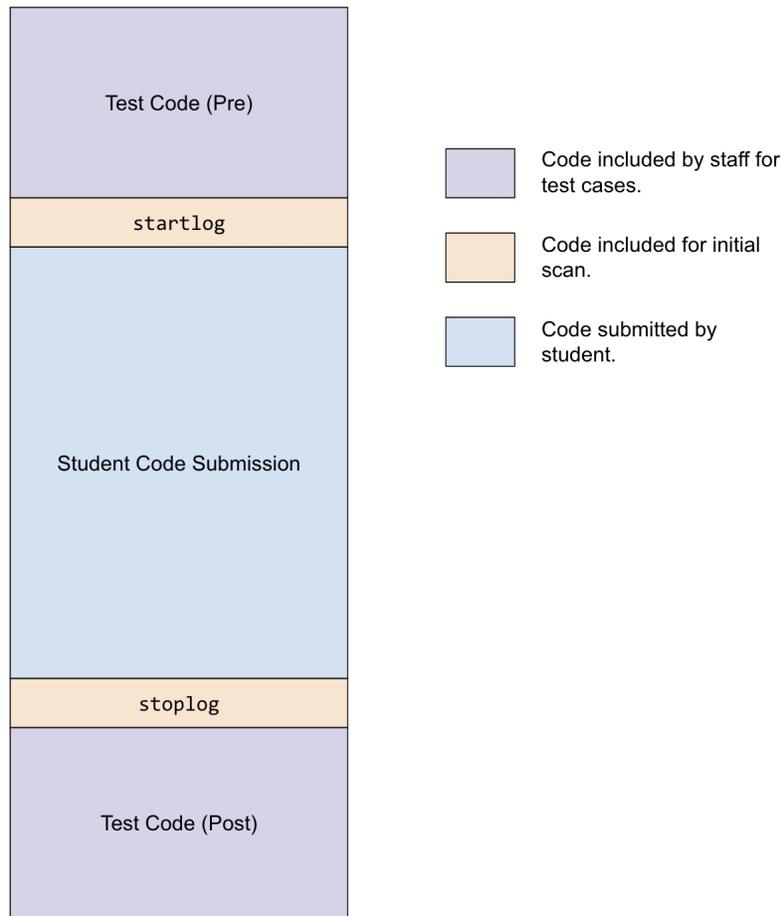 Test Code (Pre)
startlog
Student Code Submission
stoplog
Test Code (Post)
Code included by staff for
test cases.
Code included for initial
scan.
Code submitted by
student.